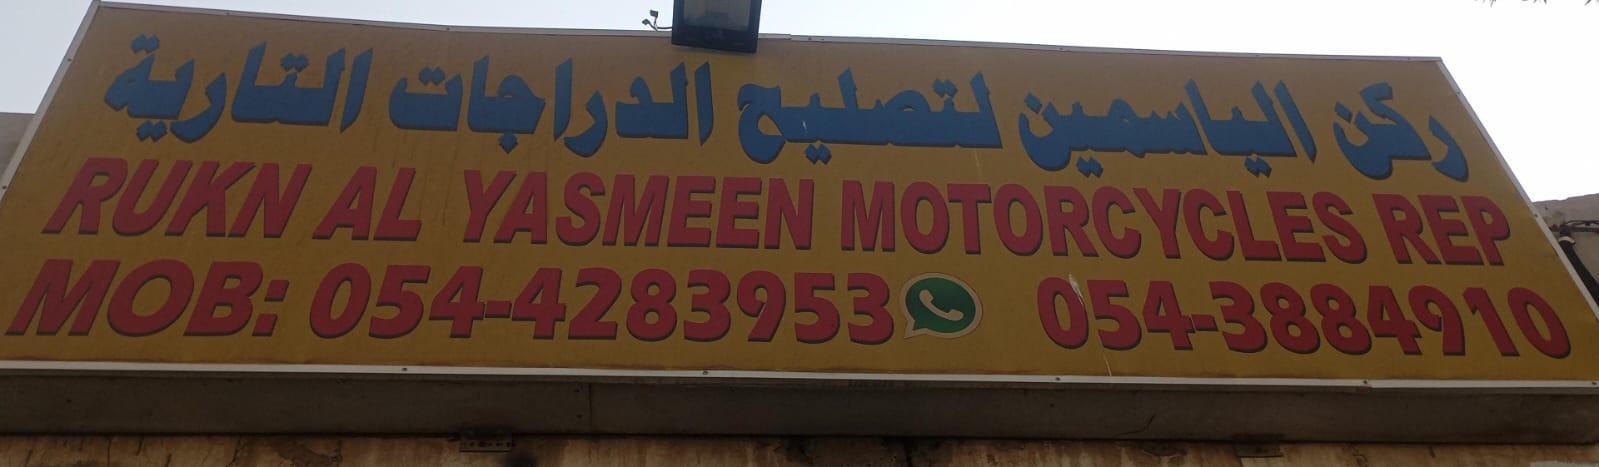 ركن الياسمين لتصليح الدراجات النارية
RUKN AL YASMEEN MOTORCYCLES REP
MOB: 054-4283953 054-3884910